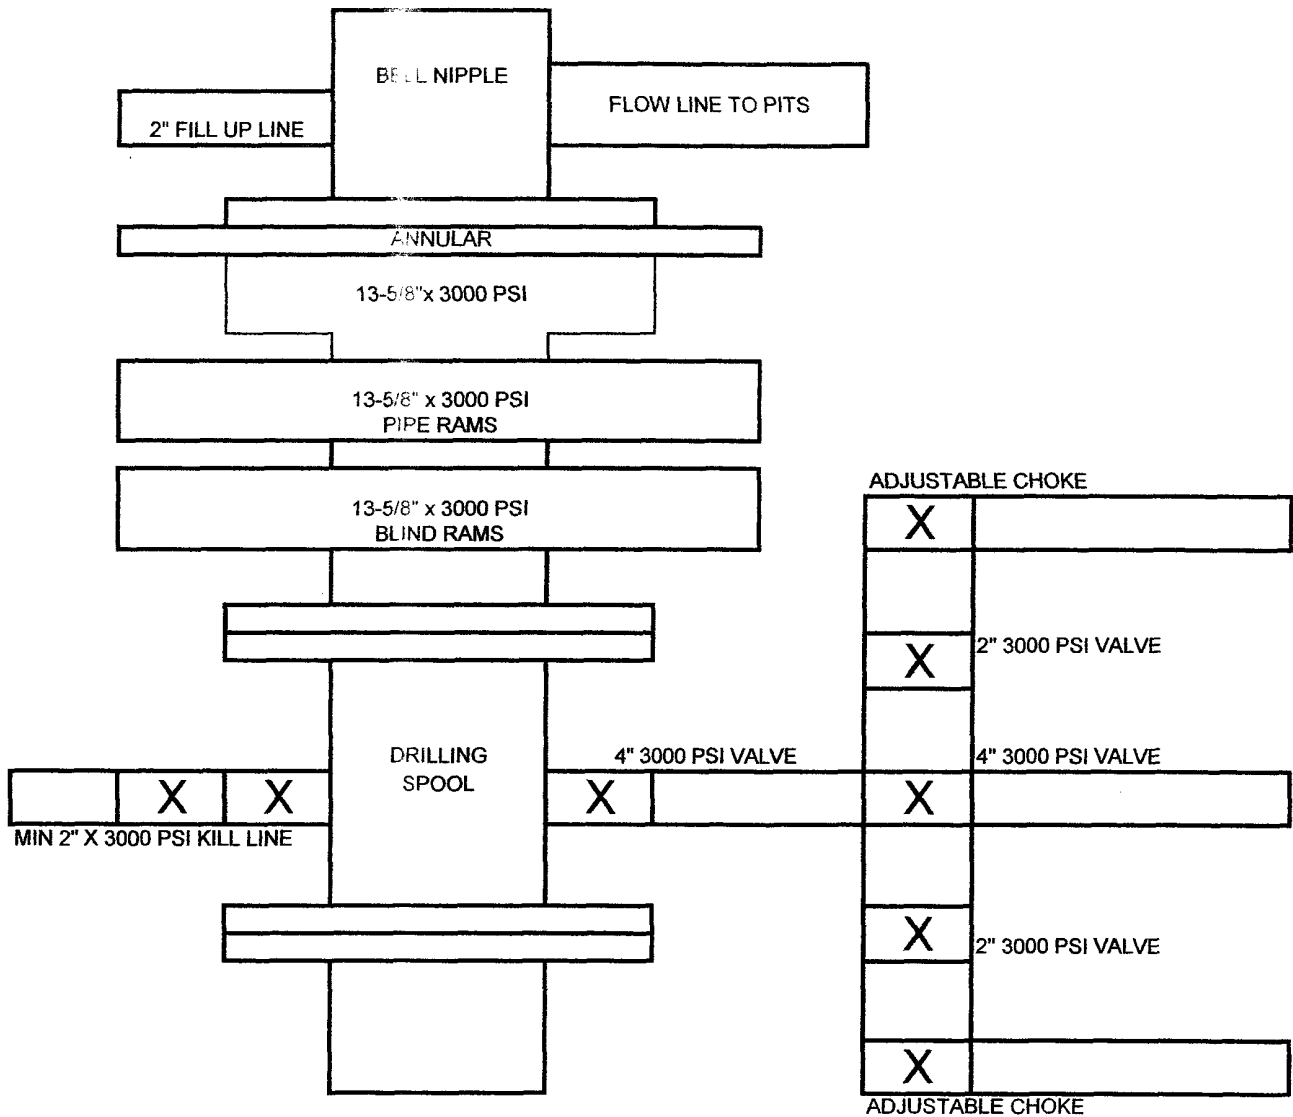 BELL NIPPLE
FLOW LINE TO PITS
2" FILL UP LINE
ANNULAR
13-5/8"x 3000 PSI
13-5/8" x 3000 PSI
PIPE RAMS
13-5/8" x 3000 PSI
BLIND RAMS
ADJUSTABLE CHOKE
X
X
2" 3000 PSI VALVE
DRILLING
SPOOL
4" 3000 PSI VALVE
4" 3000 PSI VALVE
X
X
X
X
MIN 2" X 3000 PSI KILL LINE
X
2" 3000 PSI VALVE
X
ADJUSTABLE CHOKE